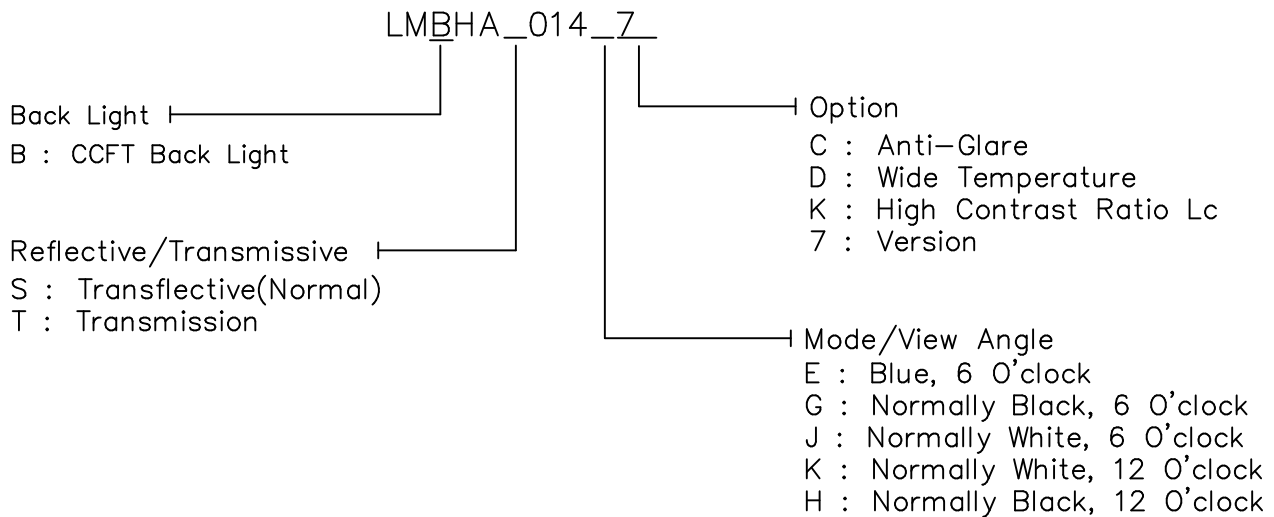 LMBHA_014_7_
Back Light
B : CCFT Back Light
Reflective/Transmissive
S : Transflective(Normal)
T : Transmission
Option
C : Anti-Glare
D : Wide Temperature
K : High Contrast Ratio Lc
7 : Version
Mode/View Angle
E : Blue, 6 O'clock
G : Normally Black, 6 O'clock
J : Normally White, 6 O'clock
K : Normally White, 12 O'clock
H : Normally Black, 12 O'clock